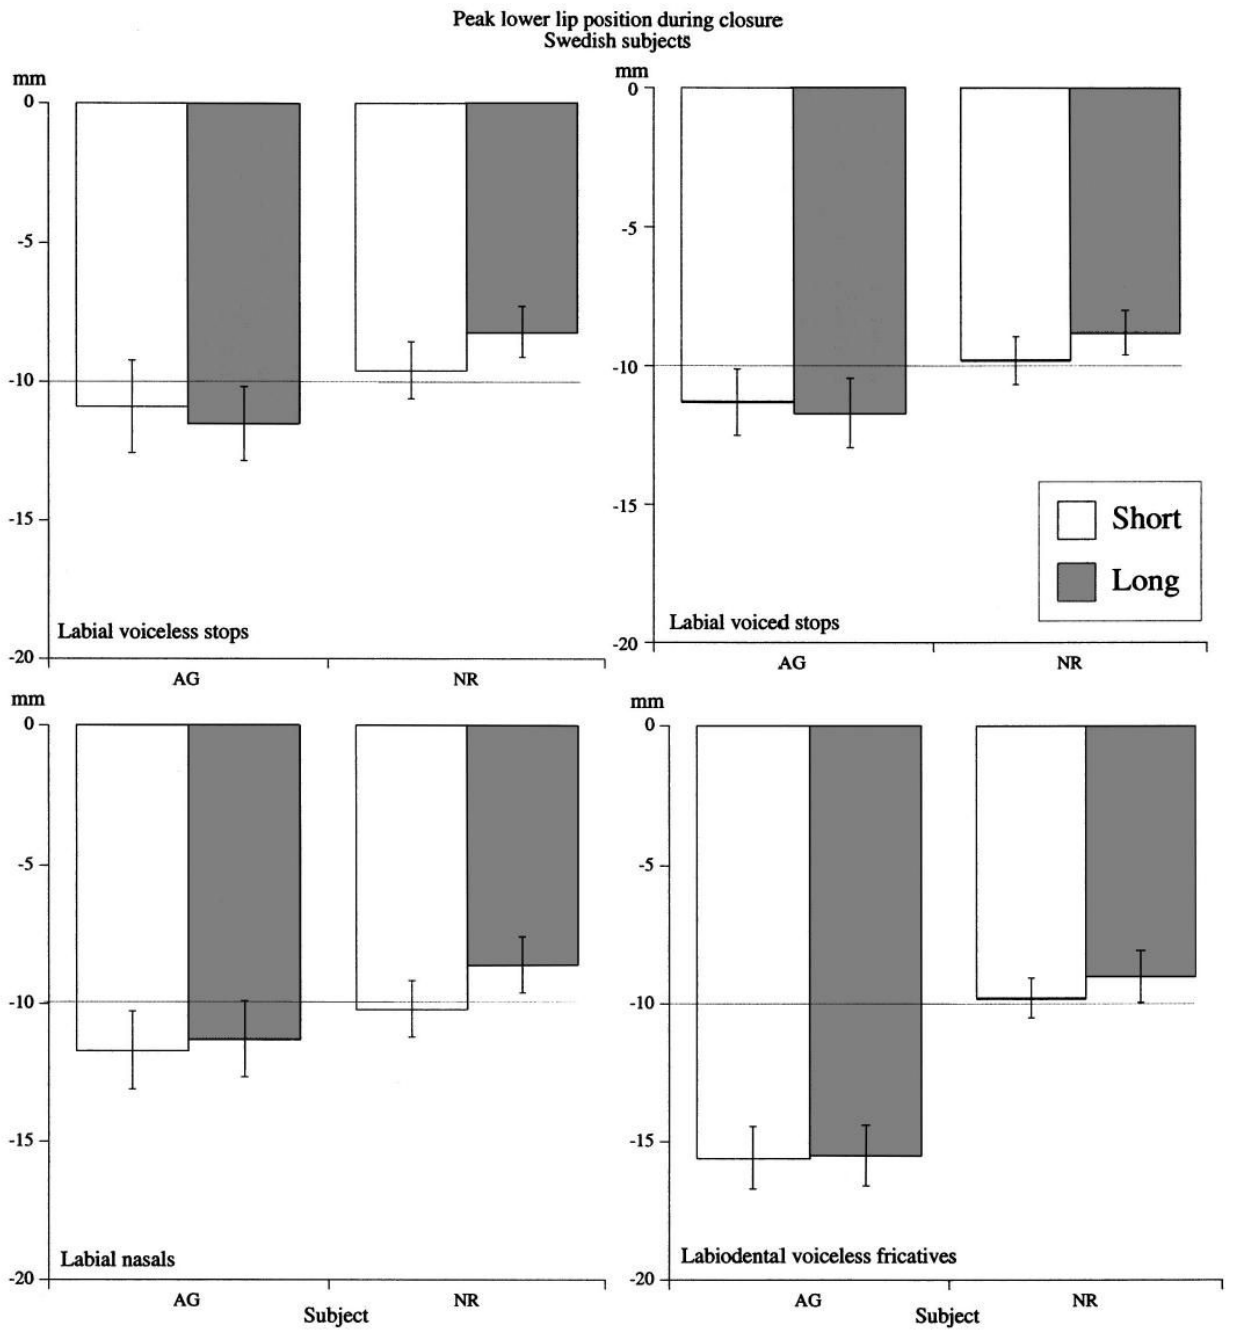 Peak lower lip position during closure
Swedish subjects
mm
0
-5
-10
-15
-20
Labial voiceless stops
AG NR
mm
0
-5
-10
-15
-20
Labial voiced stops
Short
Long
AG NR
mm
0
-5
-10
-15
-20
Labial nasals
AG NR
Subject
mm
0
-5
-10
-15
-20
Labiodental voiceless fricatives
AG NR
Subject